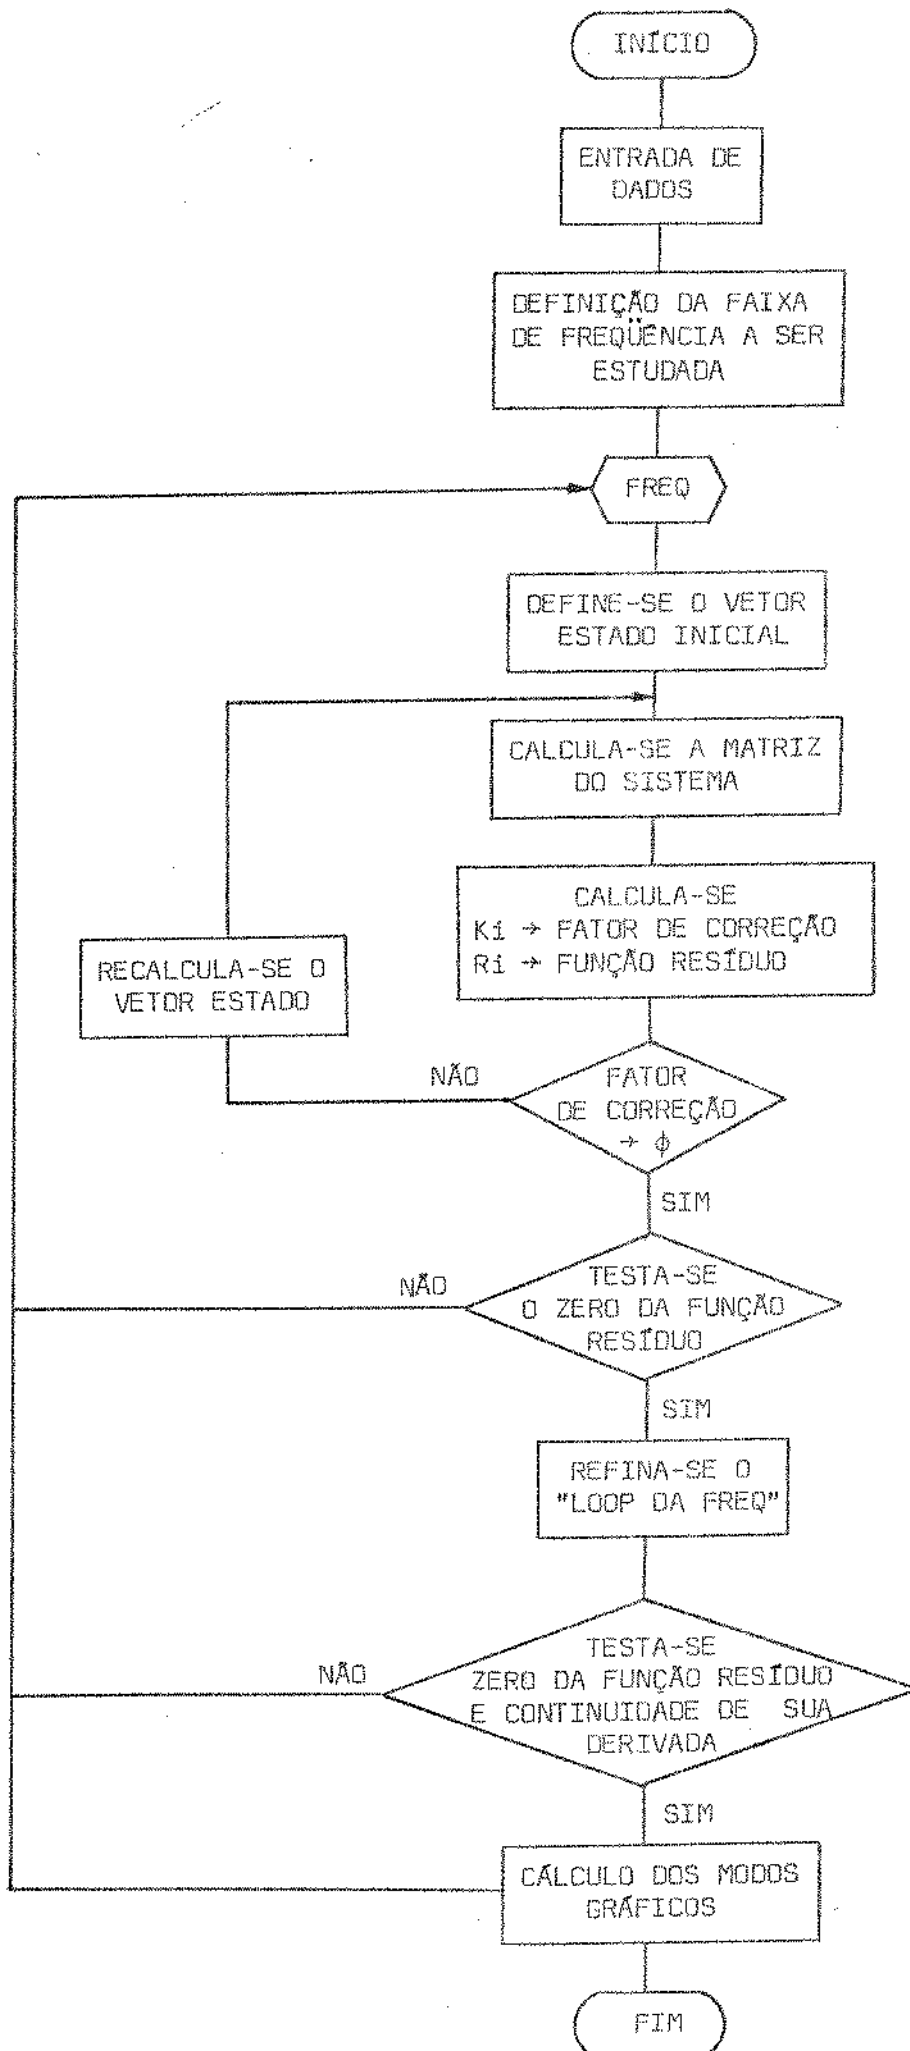 INÍCIO
ENTRADA DE
DADOS
DEFINIÇÃO DA FAIXA
DE FREQÜÊNCIA A SER
ESTUDADA
FREQ
DEFINE-SE O VETOR
ESTADO INICIAL
CALCULA-SE A MATRIZ
DO SISTEMA
CALCULA-SE
Ki → FATOR DE CORREÇÃO
Ri → FUNÇÃO RESÍDUO
RECALCULA-SE O
VETOR ESTADO
NÃO
FATOR
DE CORREÇÃO
→ ϕ
SIM
NÃO
TESTA-SE
O ZERO DA FUNÇÃO
RESÍDUO
SIM
REFINA-SE O
"LOOP DA FREQ"
NÃO
TESTA-SE
ZERO DA FUNÇÃO RESÍDUO
E CONTINUIDADE DE SUA
DERIVADA
SIM
CÁLCULO DOS MODOS
GRÁFICOS
FIM